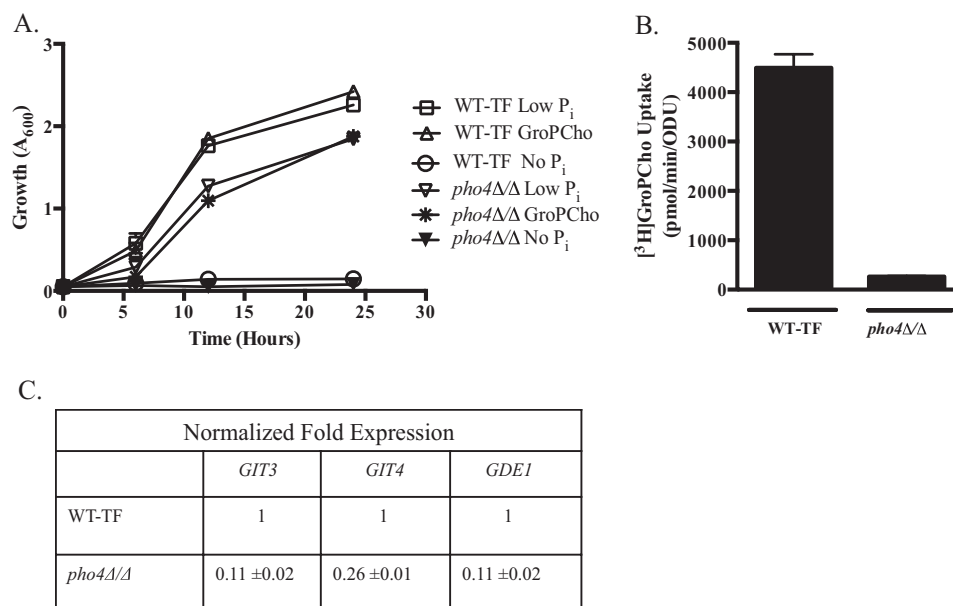 A.
3
2
1
0
0
5
10
15
20
25
30
Growth (A600)
Time (Hours)
WT-TF Low Pi
WT-TF GroPCho
WT-TF No Pi
pho4Δ/Δ Low Pi
pho4Δ/Δ GroPCho
pho4Δ/Δ No Pi
B.
[³H]GroPCho Uptake
(pmol/min/ODU)
5000
4000
3000
2000
1000
0
WT-TF
pho4Δ/Δ
C.
Normalized Fold Expression
GIT3 GIT4 GDE1
WT-TF 1 1 1
pho4Δ/Δ 0.11 ±0.02 0.26 ±0.01 0.11 ±0.02